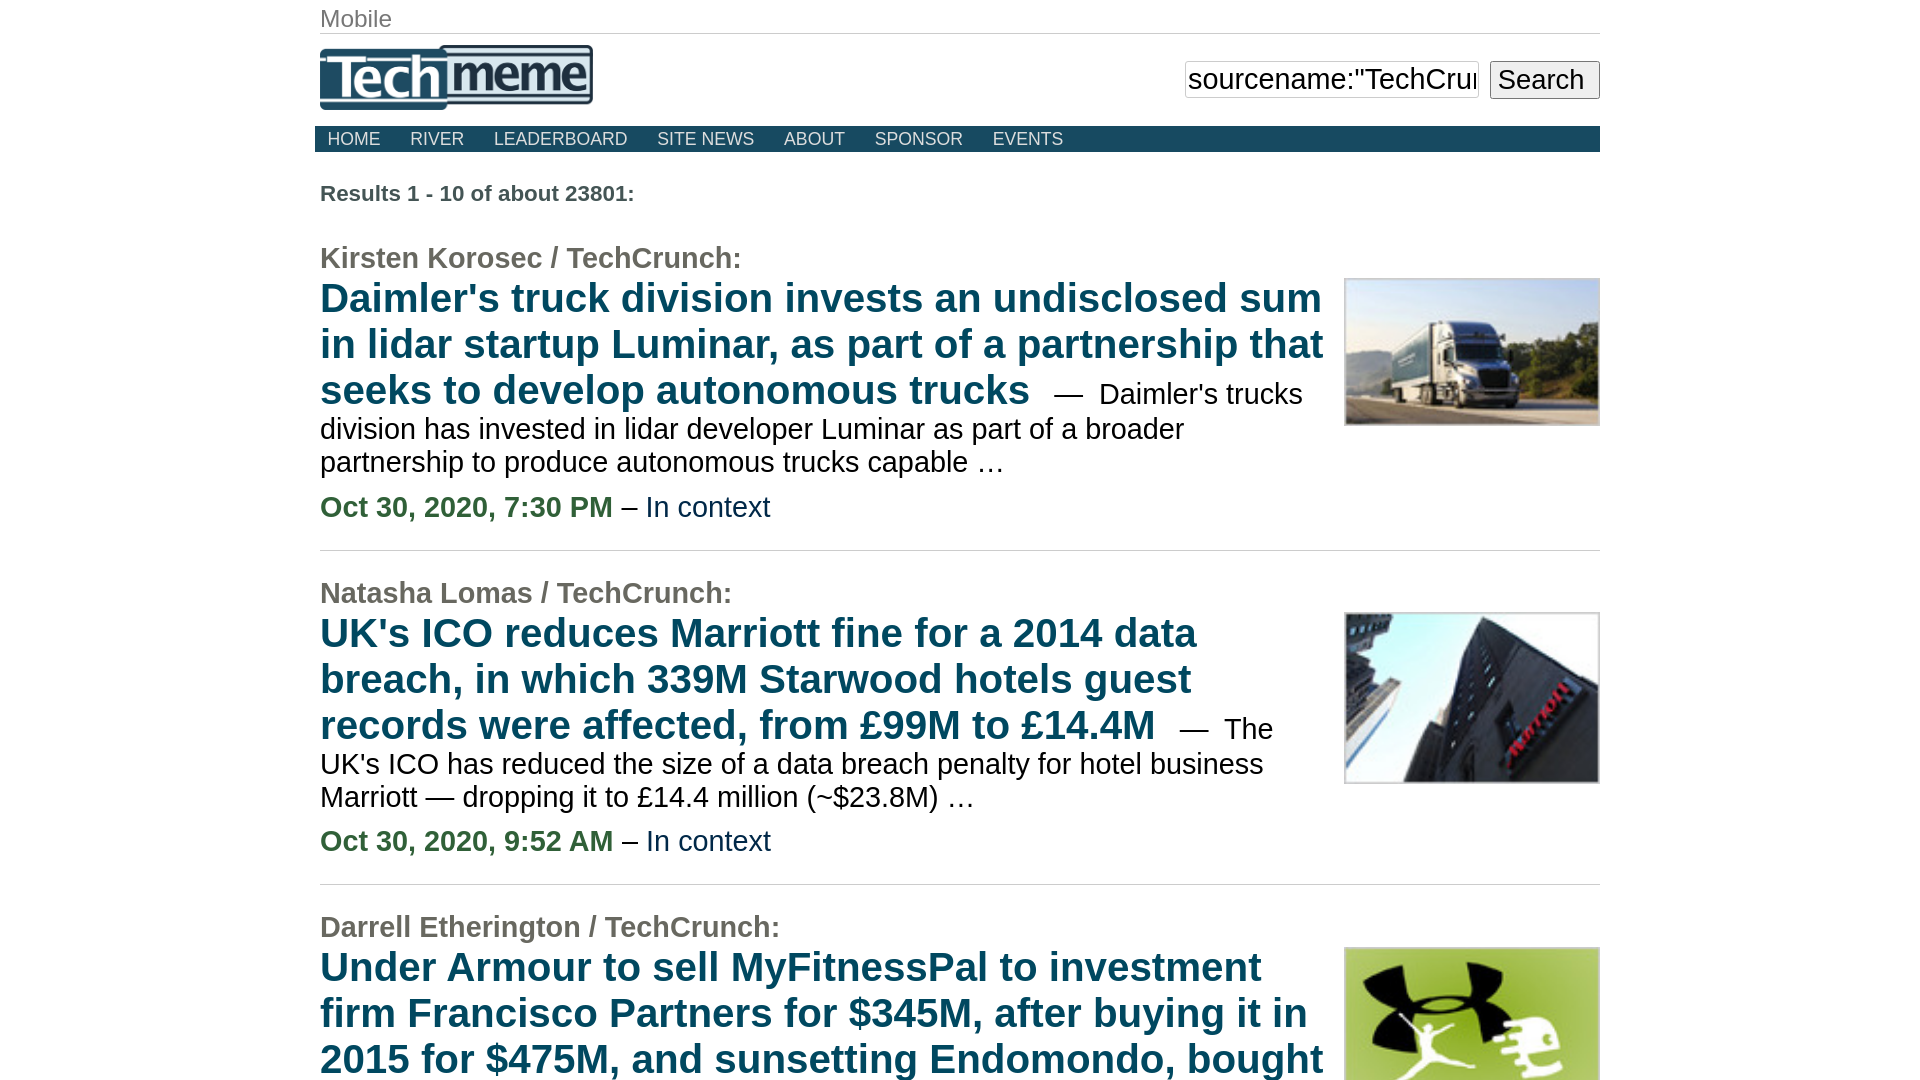 Mobile
Techmeme
sourcename:"TechCru
Search
HOME RIVER LEADERBOARD SITE NEWS ABOUT SPONSOR EVENTS
Results 1 - 10 of about 23801:
Kirsten Korosec / TechCrunch:
Daimler's truck division invests an undisclosed sum
in lidar startup Luminar, as part of a partnership that
seeks to develop autonomous trucks — Daimler's trucks
division has invested in lidar developer Luminar as part of a broader
partnership to produce autonomous trucks capable …
Oct 30, 2020, 7:30 PM – In context
Natasha Lomas / TechCrunch:
UK's ICO reduces Marriott fine for a 2014 data
breach, in which 339M Starwood hotels guest
records were affected, from £99M to £14.4M — The
UK's ICO has reduced the size of a data breach penalty for hotel business
Marriott — dropping it to £14.4 million (~$23.8M) …
Marriott
Oct 30, 2020, 9:52 AM – In context
Darrell Etherington / TechCrunch:
Under Armour to sell MyFitnessPal to investment
firm Francisco Partners for $345M, after buying it in
2015 for $475M, and sunsetting Endomondo, bought